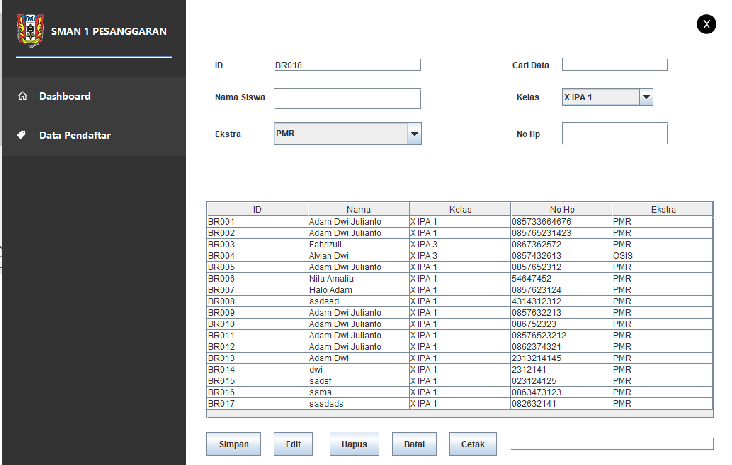 SMAN 1 PESANGGARAN
X
ID BR018 Cari Data
Dashboard
Nama Siswa Kelas X IPA 1
Data Pendaftar
Ekstra PMR No Hp
ID Nama Kelas No Hp Ekstra
BR001 Adam Dwi Julianto X IPA 1 085733664676 PMR
BR002 Adam Dwi Julianto X IPA 1 085765231423 PMR
BR003 Fahrizull X IPA 3 0867362572 PMR
BR004 Alvian Dwi X IPA 3 0857432613 OSIS
BR005 Adam Dwi Julianto X IPA 1 0857652312 PMR
BR006 Nila Amalia X IPA 1 54647452 PMR
BR007 Halo Adam X IPA 1 0857623124 PMR
BR008 asdasd X IPA 1 4314312312 PMR
BR009 Adam Dwi Julianto X IPA 1 0857632213 PMR
BR010 Adam Dwi Julianto X IPA 1 086752323 PMR
BR011 Adam Dwi Julianto X IPA 1 08576523212 PMR
BR012 Adam Dwi Julianto X IPA 1 0862374321 PMR
BR013 Adam Dwi X IPA 1 2313214145 PMR
BR014 dwi X IPA 1 2312141 PMR
BR015 X IPA 1 023124125 PMR
BR016 sama X IPA 1 0863473123 PMR
BR017 sasdads X IPA 1 082632141 PMR
Simpan Edit Hapus Batal Cetak